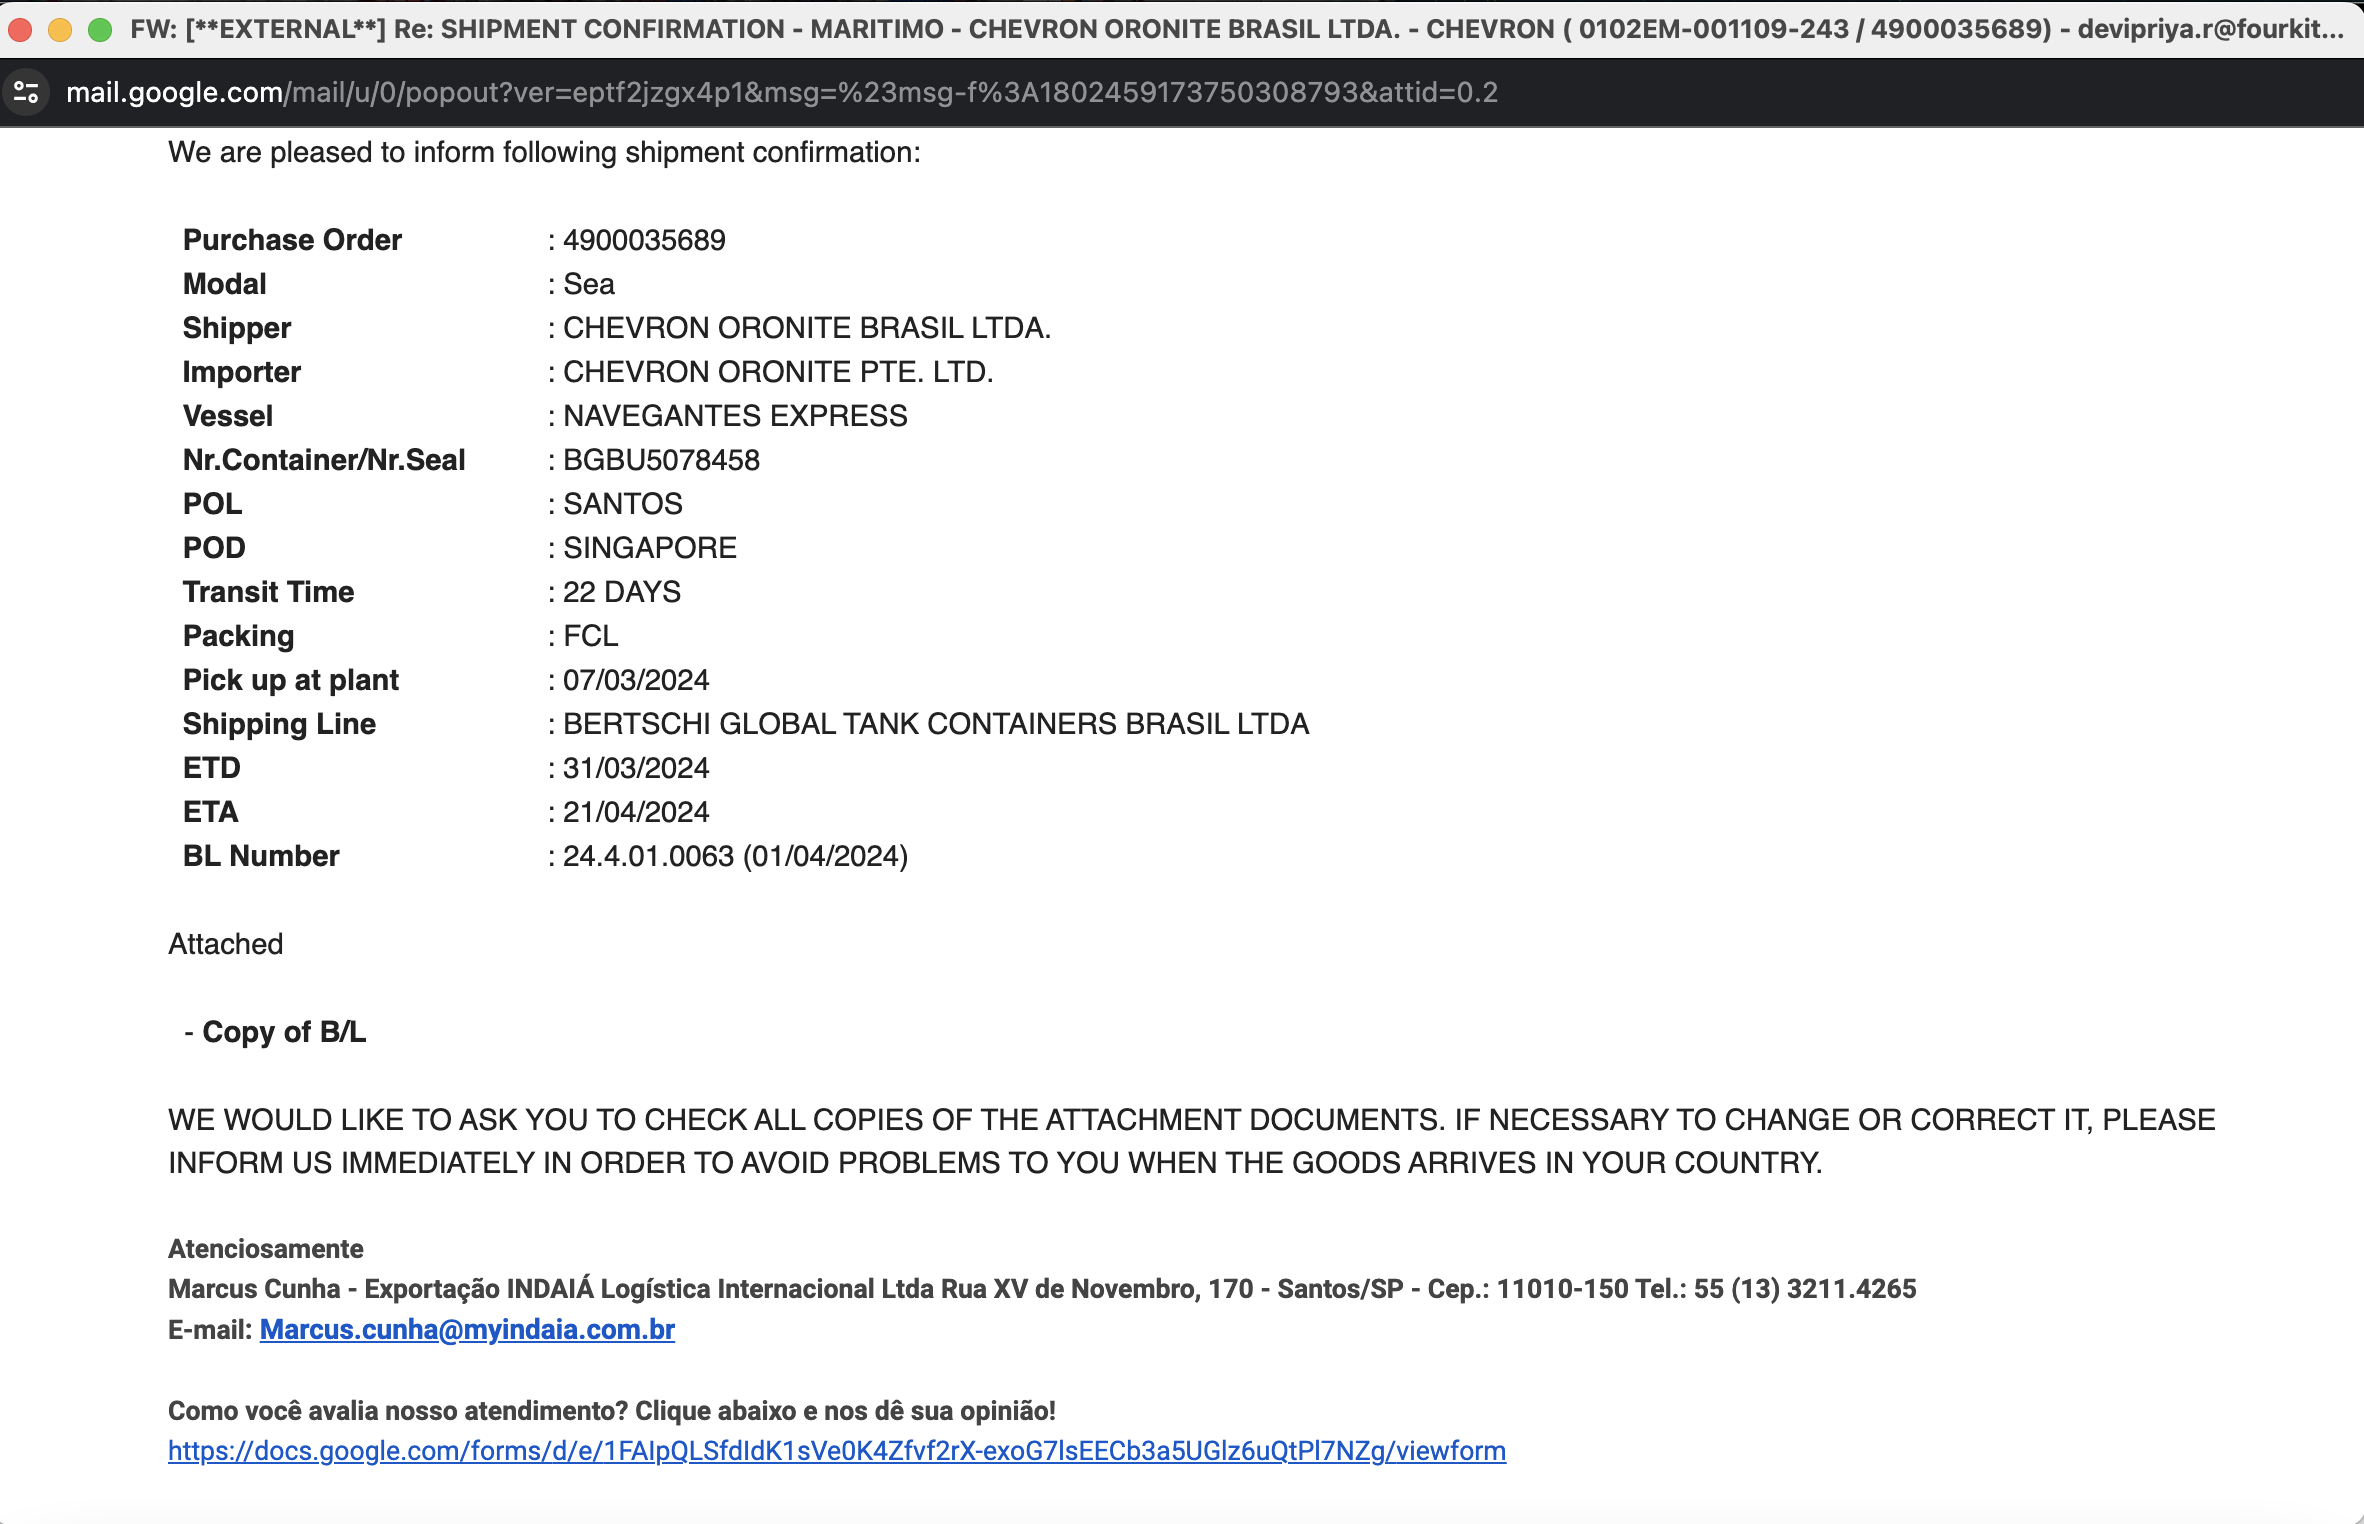 FW: [**EXTERNAL**] Re: SHIPMENT CONFIRMATION - MARITIMO - CHEVRON ORONITE BRASIL LTDA. - CHEVRON ( 0102EM-001109-243 / 4900035689) - devipriya.r@fourkit...
mail.google.com/mail/u/0/popout?ver=eptf2jzgx4p1&msg=%23msg-f%3A1802459173750308793&attid=0.2
We are pleased to inform following shipment confirmation:
Purchase Order : 4900035689
Modal : Sea
Shipper : CHEVRON ORONITE BRASIL LTDA.
Importer : CHEVRON ORONITE PTE. LTD.
Vessel : NAVEGANTES EXPRESS
Nr.Container/Nr.Seal : BGBU5078458
POL : SANTOS
POD : SINGAPORE
Transit Time : 22 DAYS
Packing : FCL
Pick up at plant : 07/03/2024
Shipping Line : BERTSCHI GLOBAL TANK CONTAINERS BRASIL LTDA
ETD : 31/03/2024
ETA : 21/04/2024
BL Number : 24.4.01.0063 (01/04/2024)
Attached
- Copy of B/L
WE WOULD LIKE TO ASK YOU TO CHECK ALL COPIES OF THE ATTACHMENT DOCUMENTS. IF NECESSARY TO CHANGE OR CORRECT IT, PLEASE
INFORM US IMMEDIATELY IN ORDER TO AVOID PROBLEMS TO YOU WHEN THE GOODS ARRIVES IN YOUR COUNTRY.
Atenciosamente
Marcus Cunha - Exportação INDAIÁ Logística Internacional Ltda Rua XV de Novembro, 170 - Santos/SP - Cep.: 11010-150 Tel.: 55 (13) 3211.4265
E-mail: Marcus.cunha@myindaia.com.br
Como você avalia nosso atendimento? Clique abaixo e nos dê sua opinião!
https://docs.google.com/forms/d/e/1FAIpQLSfdIdK1sVe0K4Zfvf2rX-exoG7lsEECb3a5UGlz6uQtPl7NZg/viewform